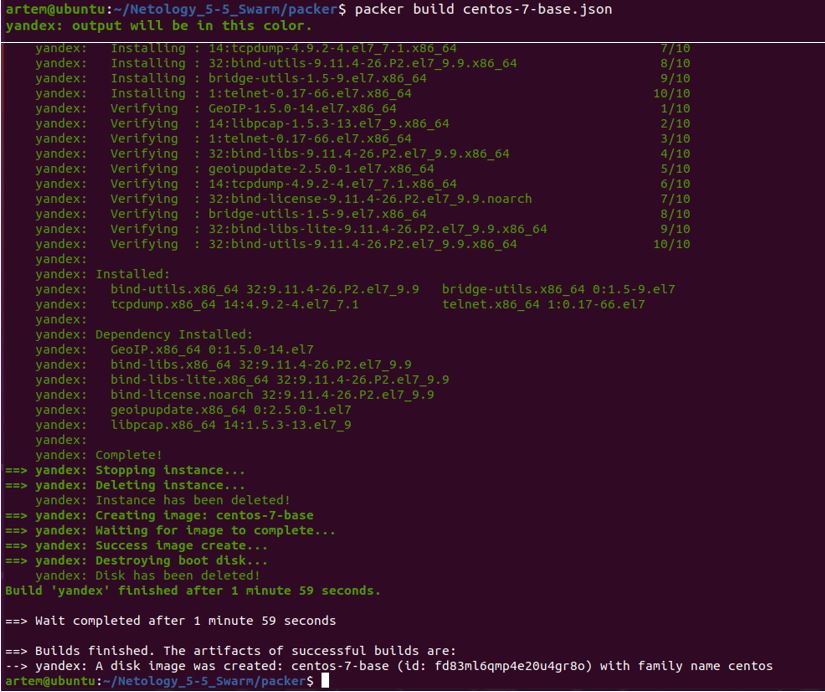 artem@ubuntu:~/Netology_5-5_Swarm/packer$ packer build centos-7-base.json
yandex: output will be in this color.
    yandex:   Installing : 14:tcpdump-4.9.2-4.el7_7.1.x86_64                          7/10
    yandex:   Installing : 32:bind-utils-9.11.4-26.P2.el7_9.9.x86_64                  8/10
    yandex:   Installing : bridge-utils-1.5-9.el7.x86_64                              9/10
    yandex:   Installing : 1:telnet-0.17-66.el7.x86_64                               10/10
    yandex:   Verifying  : GeoIP-1.5.0-14.el7.x86_64                                  1/10
    yandex:   Verifying  : 14:libpcap-1.5.3-13.el7_9.x86_64                           2/10
    yandex:   Verifying  : 1:telnet-0.17-66.el7.x86_64                                3/10
    yandex:   Verifying  : 32:bind-libs-9.11.4-26.P2.el7_9.9.x86_64                   4/10
    yandex:   Verifying  : geoipupdate-2.5.0-1.el7.x86_64                             5/10
    yandex:   Verifying  : 14:tcpdump-4.9.2-4.el7_7.1.x86_64                          6/10
    yandex:   Verifying  : 32:bind-license-9.11.4-26.P2.el7_9.9.noarch                7/10
    yandex:   Verifying  : bridge-utils-1.5-9.el7.x86_64                              8/10
    yandex:   Verifying  : 32:bind-libs-lite-9.11.4-26.P2.el7_9.9.x86_64              9/10
    yandex:   Verifying  : 32:bind-utils-9.11.4-26.P2.el7_9.9.x86_64                 10/10
    yandex:
    yandex: Installed:
    yandex:   bind-utils.x86_64 32:9.11.4-26.P2.el7_9.9   bridge-utils.x86_64 0:1.5-9.el7
    yandex:   tcpdump.x86_64 14:4.9.2-4.el7_7.1           telnet.x86_64 1:0.17-66.el7
    yandex:
    yandex: Dependency Installed:
    yandex:   GeoIP.x86_64 0:1.5.0-14.el7
    yandex:   bind-libs.x86_64 32:9.11.4-26.P2.el7_9.9
    yandex:   bind-libs-lite.x86_64 32:9.11.4-26.P2.el7_9.9
    yandex:   bind-license.noarch 32:9.11.4-26.P2.el7_9.9
    yandex:   geoipupdate.x86_64 0:2.5.0-1.el7
    yandex:   libpcap.x86_64 14:1.5.3-13.el7_9
    yandex:
    yandex: Complete!
==> yandex: Stopping instance...
==> yandex: Deleting instance...
    yandex: Instance has been deleted!
==> yandex: Creating image: centos-7-base
==> yandex: Waiting for image to complete...
==> yandex: Success image create...
==> yandex: Destroying boot disk...
    yandex: Disk has been deleted!
Build 'yandex' finished after 1 minute 59 seconds.
==> Wait completed after 1 minute 59 seconds
==> Builds finished. The artifacts of successful builds are:
--> yandex: A disk image was created: centos-7-base (id: fd83ml6qmp4e20u4gr8o) with family name centos
artem@ubuntu:~/Netology_5-5_Swarm/packer$